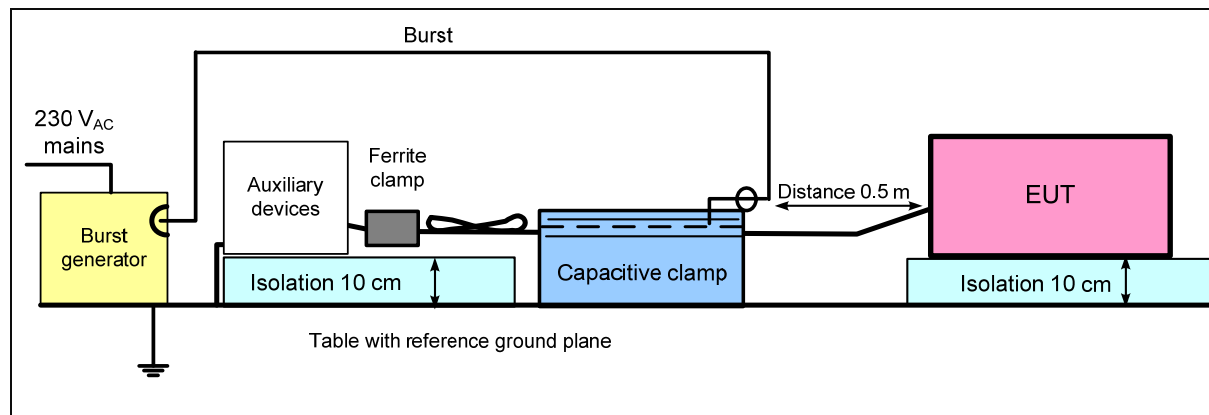 Burst
230 VAC
mains
Ferrite
clamp
Auxiliary
devices
Distance 0.5 m
EUT
Burst
generator
Isolation 10 cm
Capacitive clamp
Isolation 10 cm
Table with reference ground plane